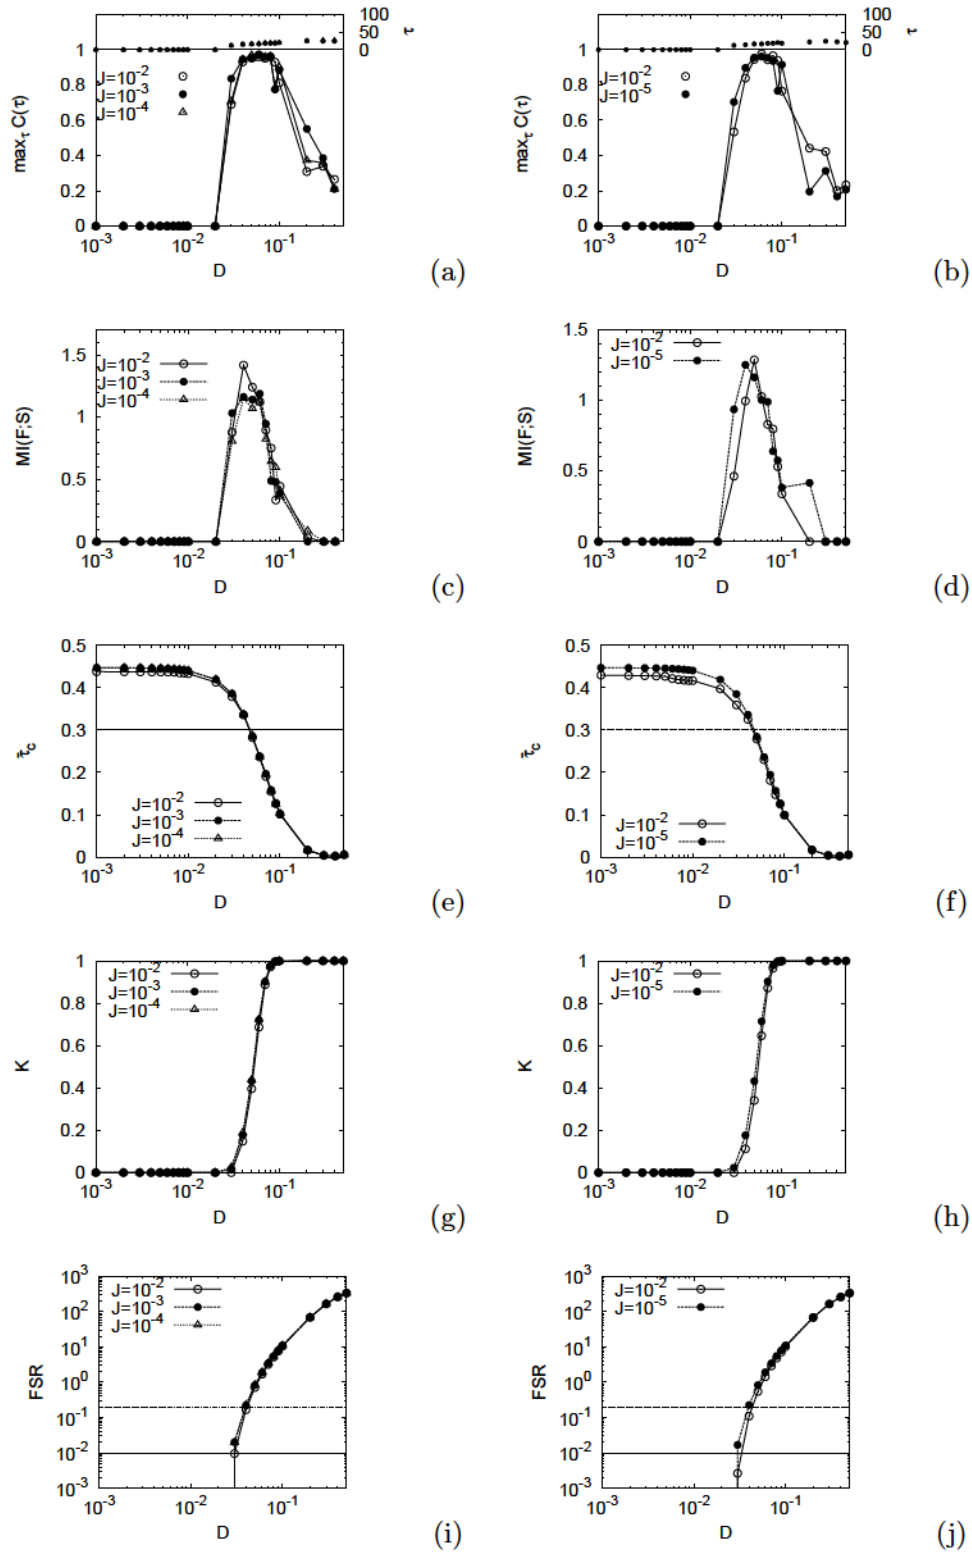 100
50
0
τ
J=10⁻²
J=10⁻³
J=10⁻⁴
1
0.8
0.6
0.4
0.2
0
max_τ C(τ)
10⁻³
10⁻²
10⁻¹
D
(a)
100
50
0
τ
J=10⁻²
J=10⁻⁵
1
0.8
0.6
0.4
0.2
0
max_τ C(τ)
10⁻³
10⁻²
10⁻¹
D
(b)
J=10⁻²
J=10⁻³
J=10⁻⁴
1.5
1
0.5
0
MI(F;S)
10⁻³
10⁻²
10⁻¹
D
(c)
J=10⁻²
J=10⁻⁵
1.5
1
0.5
0
MI(F;S)
10⁻³
10⁻²
10⁻¹
D
(d)
0.5
0.4
0.3
0.2
0.1
0
τ̄_c
J=10⁻²
J=10⁻³
J=10⁻⁴
10⁻³
10⁻²
10⁻¹
D
(e)
0.5
0.4
0.3
0.2
0.1
0
τ̄_c
J=10⁻²
J=10⁻⁵
10⁻³
10⁻²
10⁻¹
D
(f)
J=10⁻²
J=10⁻³
J=10⁻⁴
1
0.8
0.6
0.4
0.2
0
K
10⁻³
10⁻²
10⁻¹
D
(g)
J=10⁻²
J=10⁻⁵
1
0.8
0.6
0.4
0.2
0
K
10⁻³
10⁻²
10⁻¹
D
(h)
J=10⁻²
J=10⁻³
J=10⁻⁴
10³
10²
10¹
10⁰
10⁻¹
10⁻²
10⁻³
FSR
10⁻³
10⁻²
10⁻¹
D
(i)
J=10⁻²
J=10⁻⁵
10³
10²
10¹
10⁰
10⁻¹
10⁻²
10⁻³
FSR
10⁻³
10⁻²
10⁻¹
D
(j)